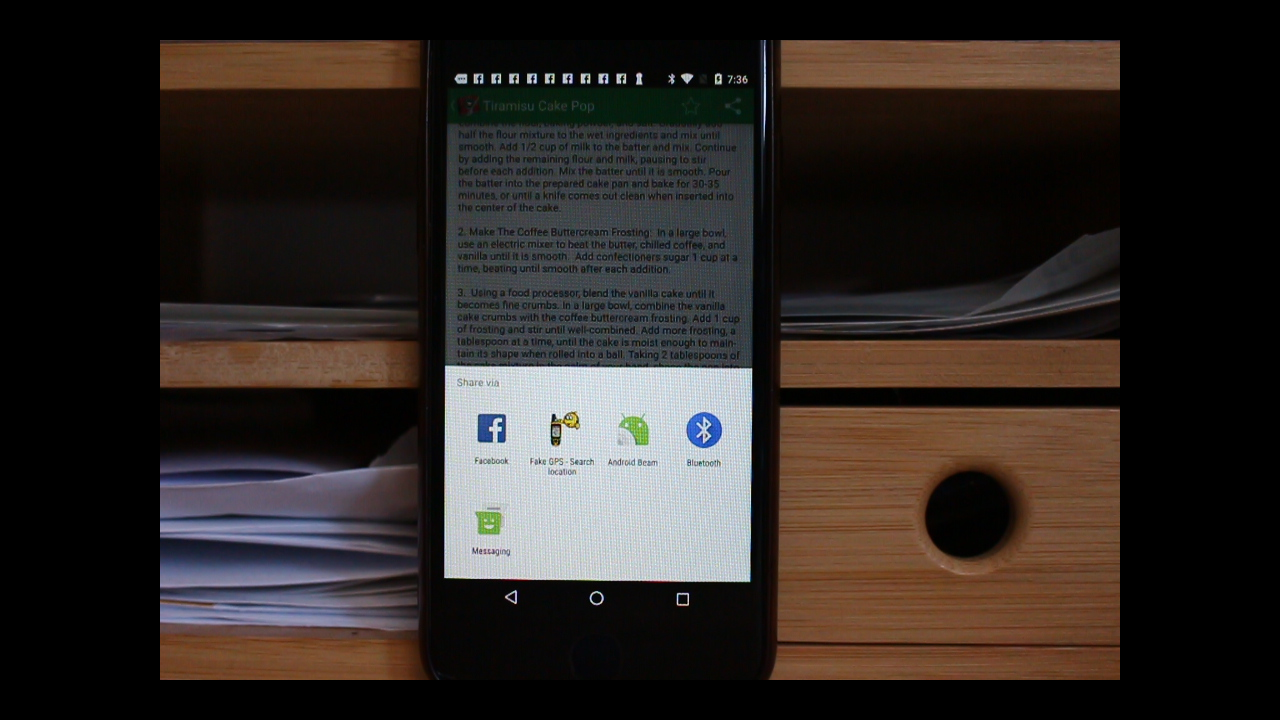 7:36
Tiramisu Cake Pop
half the flour mixture to the wet ingredients and mix until
smooth. Add 1/2 cup of milk to the batter and mix. Continue
by adding the remaining flour and milk, pausing to stir
before each addition. Mix the batter until it is smooth. Pour
the batter into the prepared cake pan and bake for 30-35
minutes, or until a knife comes out clean when inserted into
the center of the cake.
2. Make The Coffee Buttercream Frosting: In a large bowl,
use an electric mixer to beat the butter, chilled coffee, and
vanilla until it is smooth. Add confectioners sugar 1 cup at a
time, beating until smooth after each addition.
3. Using a food processor, blend the vanilla cake until it
becomes fine crumbs. In a large bowl, combine the vanilla
cake crumbs with the coffee buttercream frosting. Add 1 cup
of frosting and stir until well-combined. Add more frosting, a
tablespoon at a time, until the cake is moist enough to main-
tain its shape when rolled into a ball. Taking 2 tablespoons of
Share via
Facebook
Fake GPS - Search
location
Android Beam
Bluetooth
Messaging